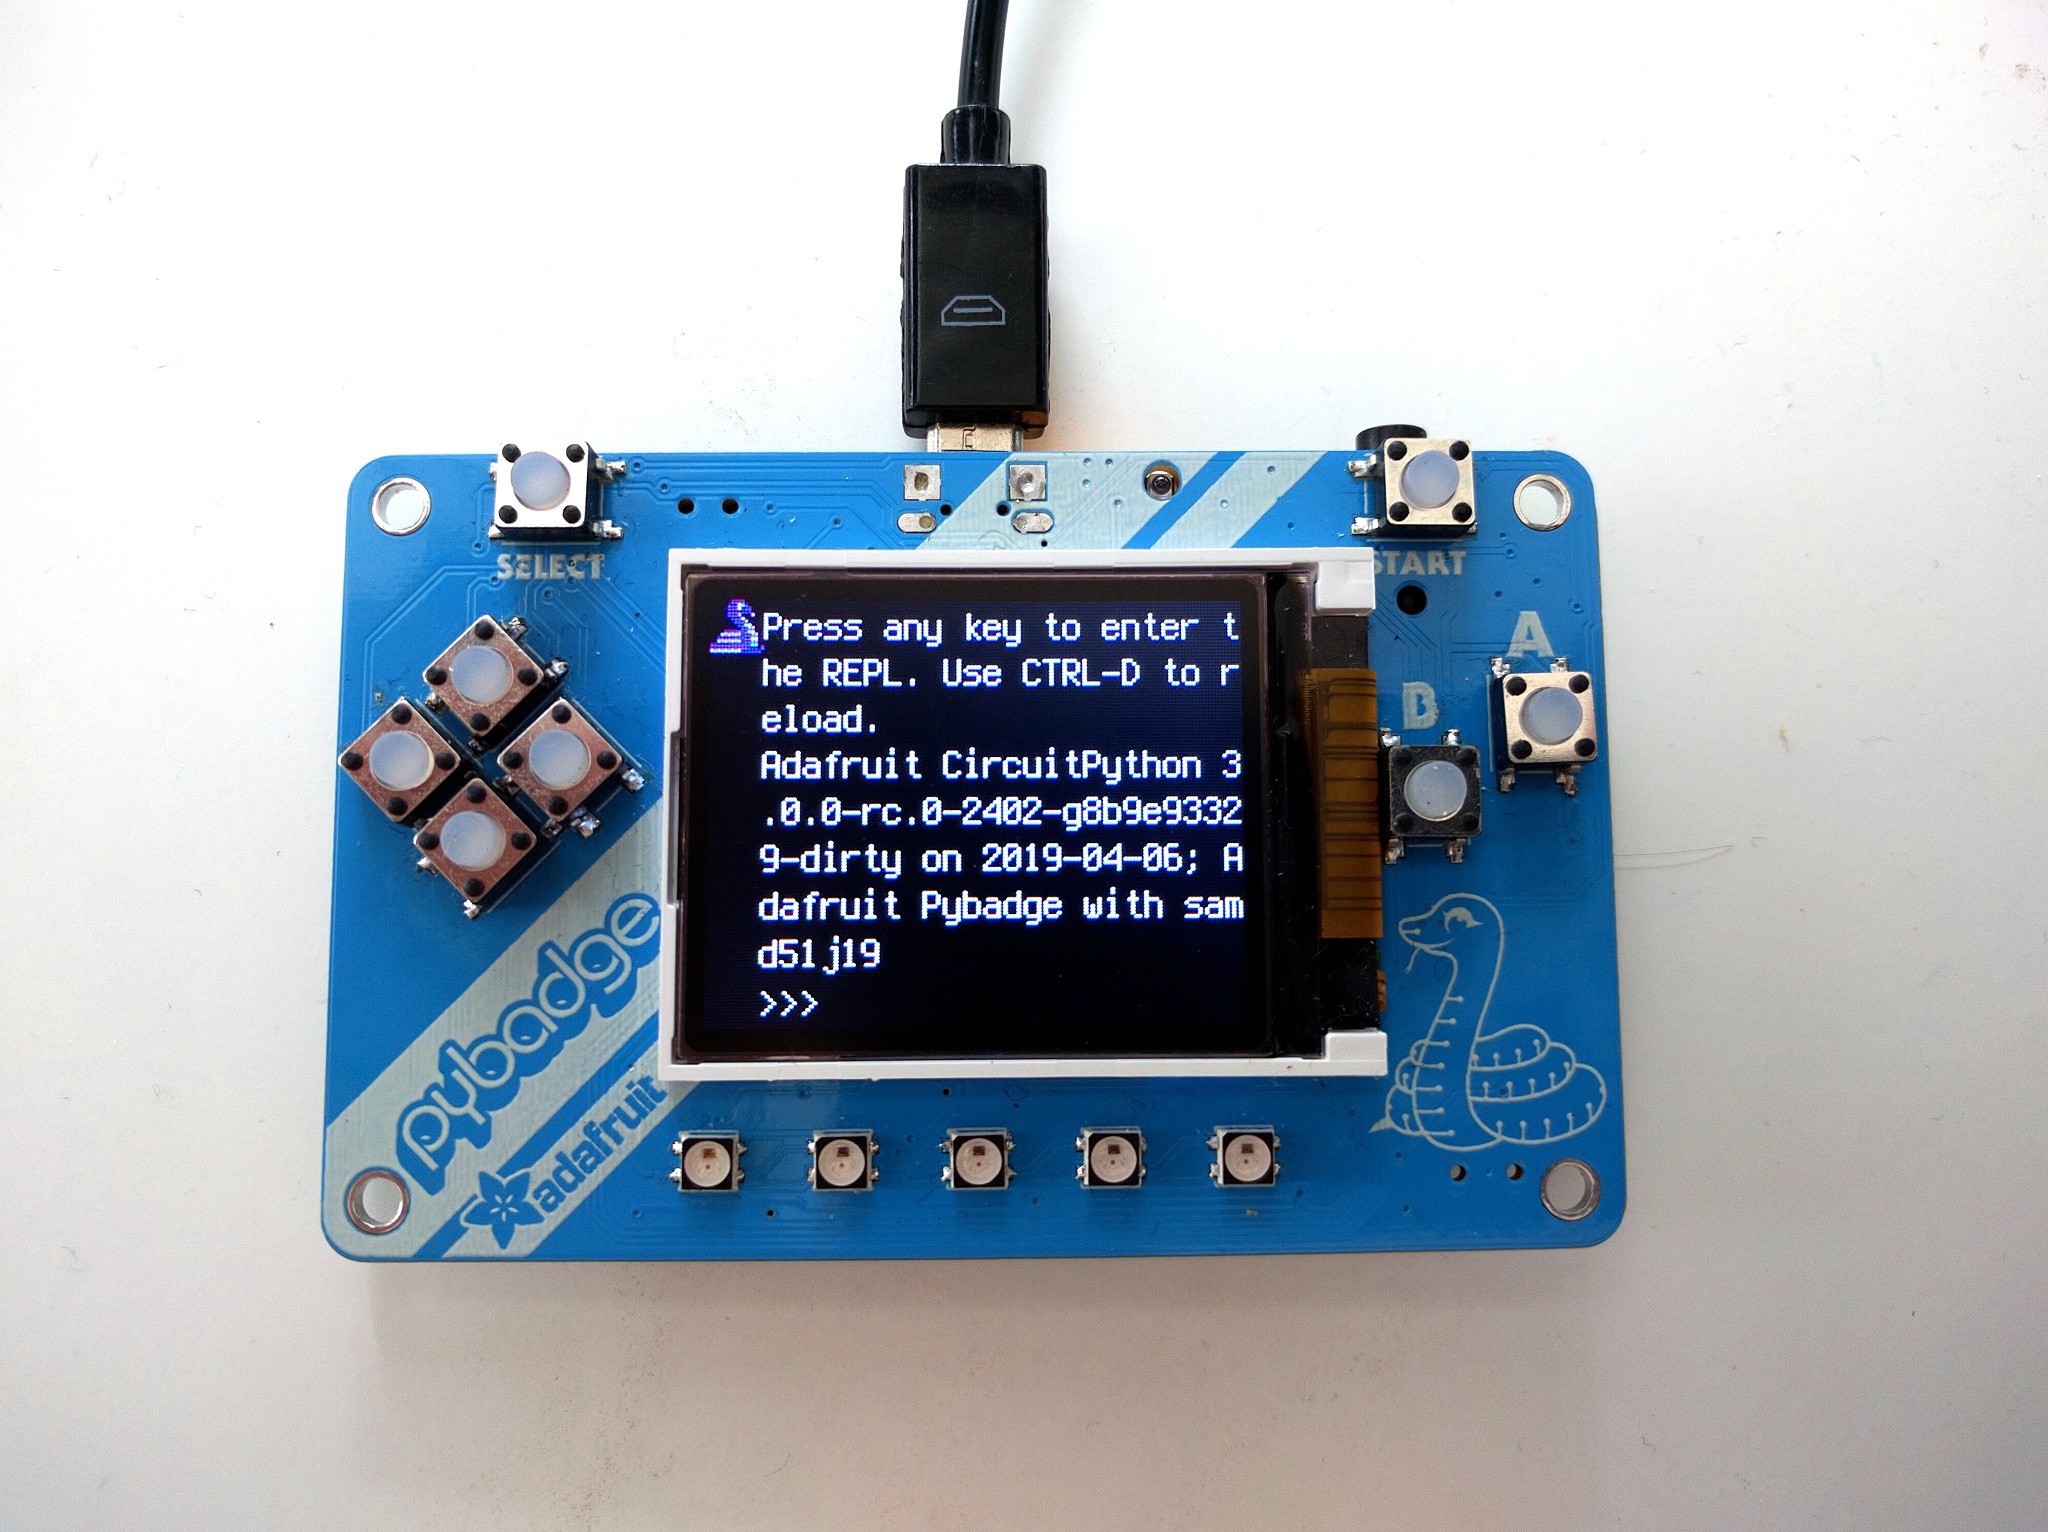 SELECT
START
A
B
Press any key to enter t
he REPL. Use CTRL-D to r
eload.
Adafruit CircuitPython 3
.0.0-rc.0-2402-g8b9e9332
9-dirty on 2019-04-06; A
dafruit Pybadge with sam
d51j19
>>>
pybadge
adafruit